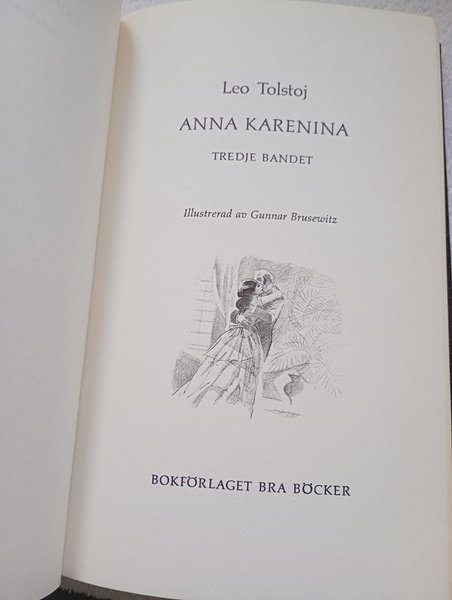 Leo Tolstoj
ANNA KARENINA
TREDJE BANDET
Illustrerad av Gunnar Brusewitz
BOKFÖRLAGET BRA BÖCKER